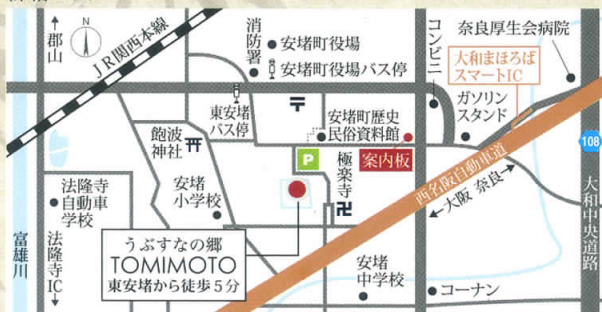 ↑
郡山
N
JR関西本線
消防署
安堵町役場
安堵町役場バス停
コンビニ
奈良厚生会病院
大和まほろば
スマートIC
ガソリン
スタンド
108
東安堵
バス停
〒
安堵町歴史
民俗資料館
案内板
飽波
神社
P
極楽寺
卍
西名阪自動車道
←大阪 奈良→
大和中央道路
安堵
小学校
法隆寺
自動車
学校
富雄川
法隆寺IC
↓
うぶすなの郷
TOMIMOTO
東安堵から徒歩5分
安堵
中学校
コーナン